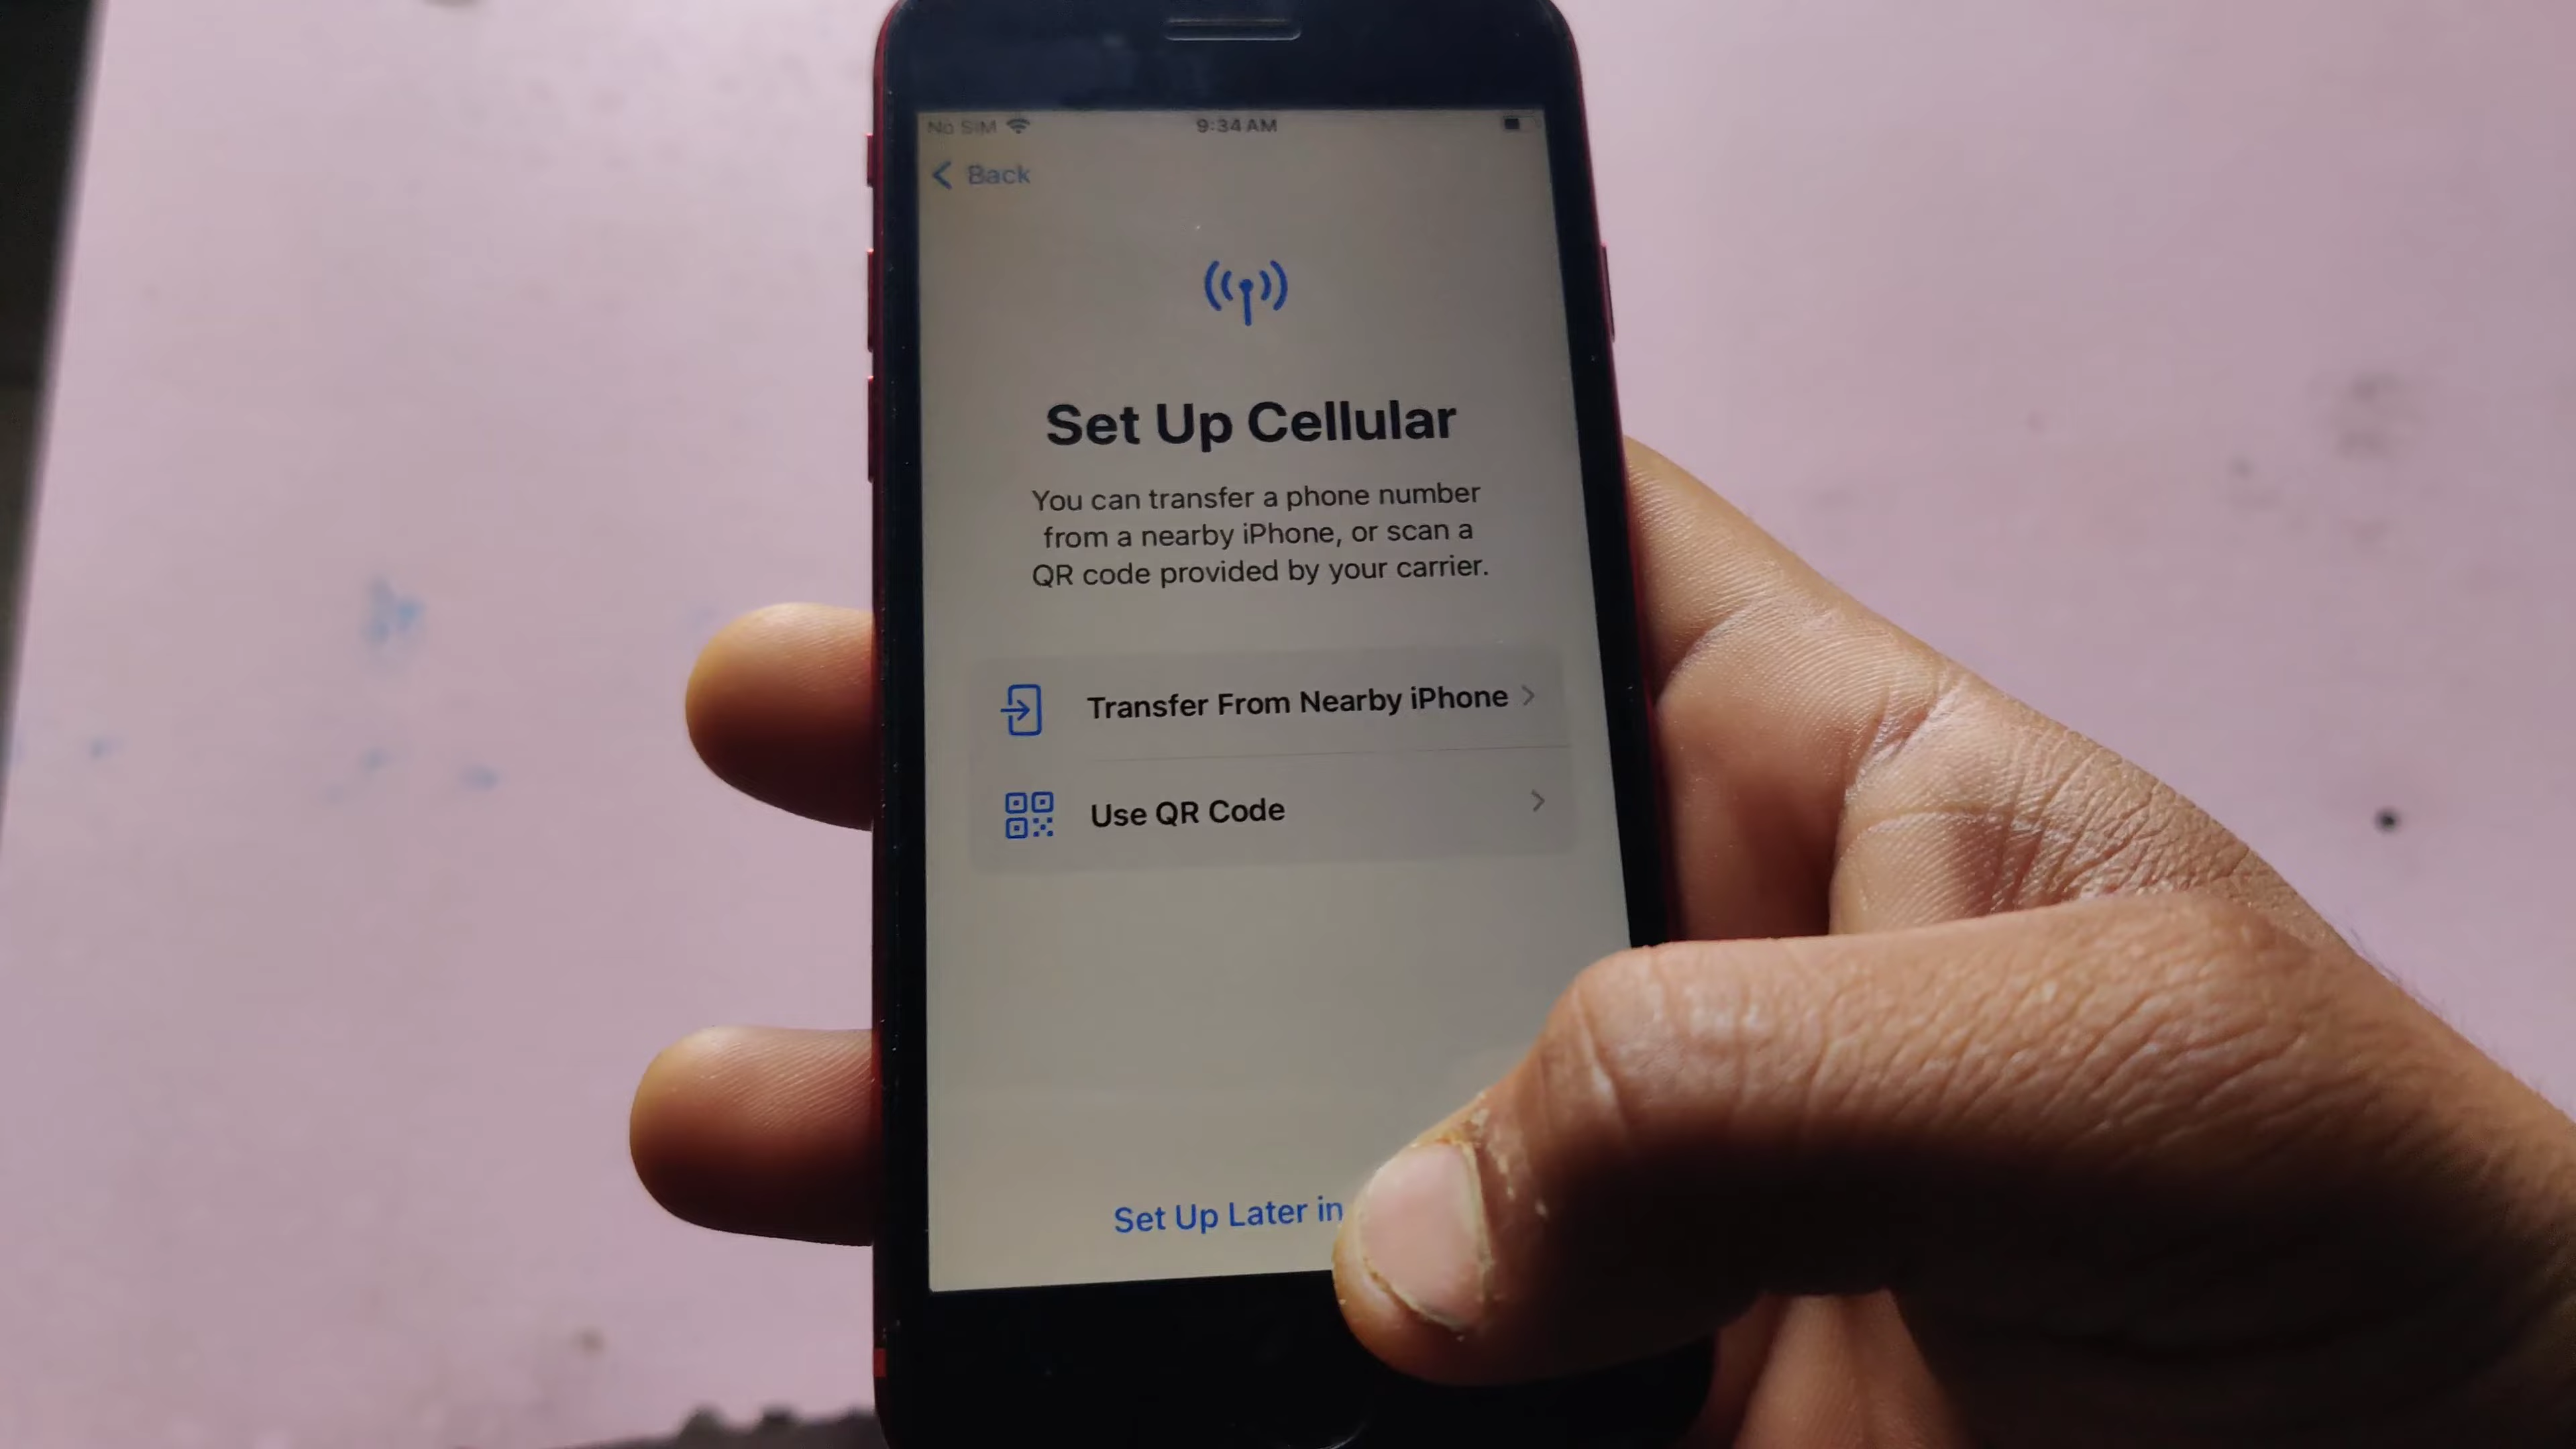 No SIM
9:34 AM
Back
Set Up Cellular
You can transfer a phone number
from a nearby iPhone, or scan a
QR code provided by your carrier.
Transfer From Nearby iPhone
Use QR Code
Set Up Later in